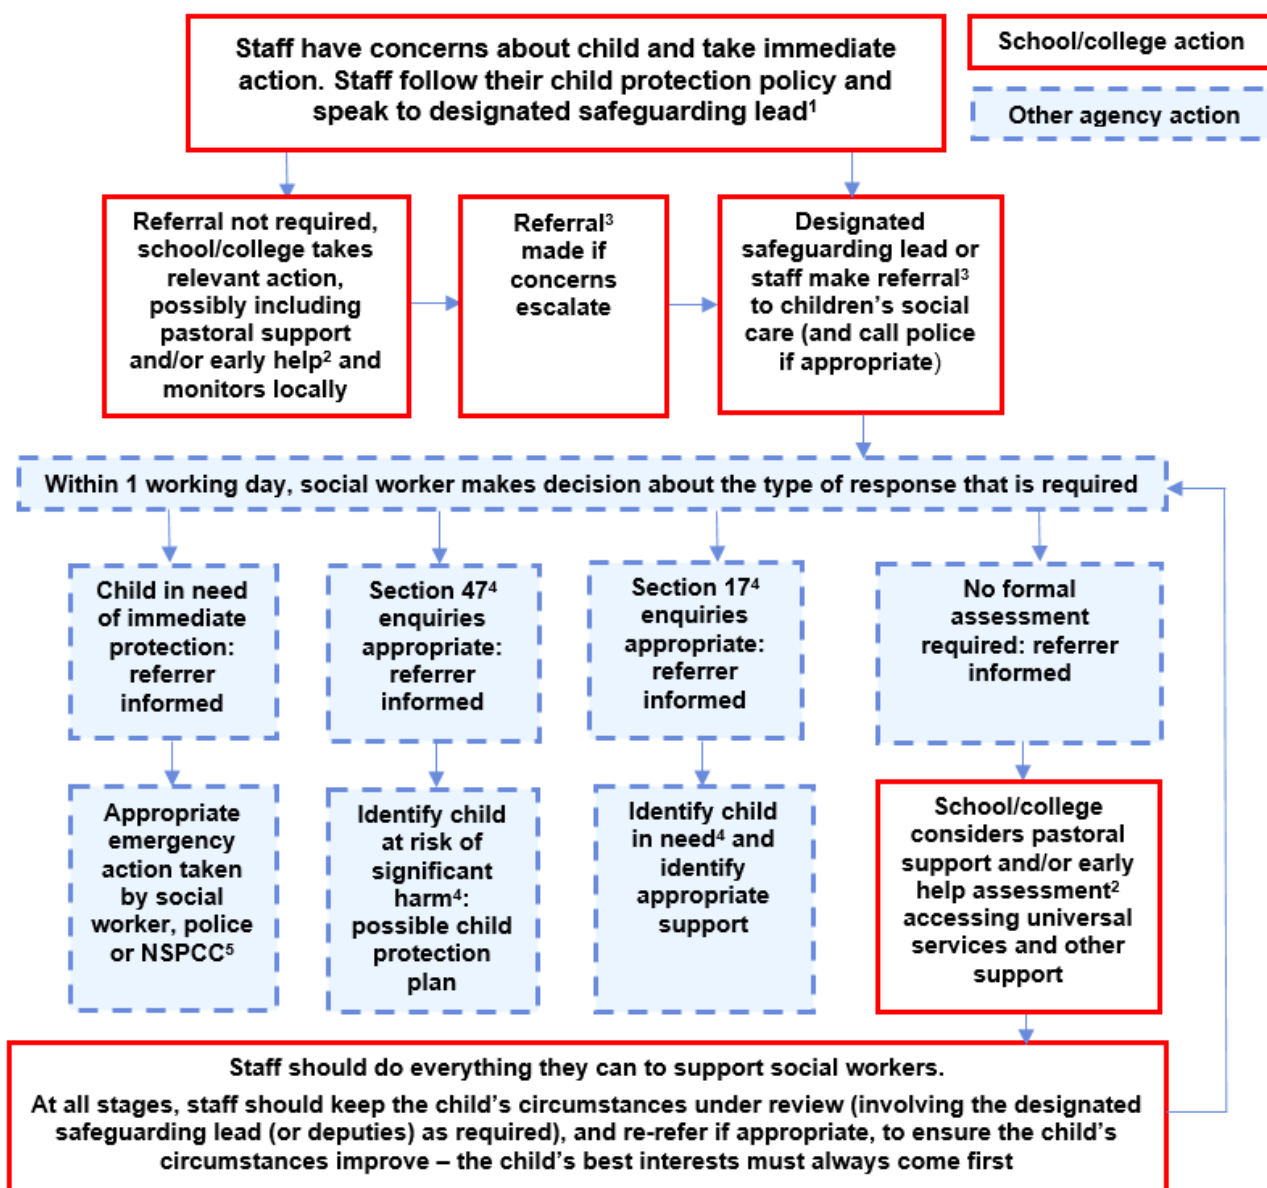 Staff have concerns about child and take immediate
action. Staff follow their child protection policy and
speak to designated safeguarding lead¹
School/college action
Other agency action
Referral not required,
school/college takes
relevant action,
possibly including
pastoral support
and/or early help² and
monitors locally
Referral³
made if
concerns
escalate
Designated
safeguarding lead or
staff make referral³
to children’s social
care (and call police
if appropriate)
Within 1 working day, social worker makes decision about the type of response that is required
Child in need
of immediate
protection:
referrer
informed
Section 47⁴
enquiries
appropriate:
referrer
informed
Section 17⁴
enquiries
appropriate:
referrer
informed
No formal
assessment
required: referrer
informed
Appropriate
emergency
action taken
by social
worker, police
or NSPCC⁵
Identify child
at risk of
significant
harm⁴:
possible child
protection
plan
Identify child
in need⁴ and
identify
appropriate
support
School/college
considers pastoral
support and/or early
help assessment²
accessing universal
services and other
support
Staff should do everything they can to support social workers.
At all stages, staff should keep the child’s circumstances under review (involving the designated
safeguarding lead (or deputies) as required), and re-refer if appropriate, to ensure the child’s
circumstances improve – the child’s best interests must always come first